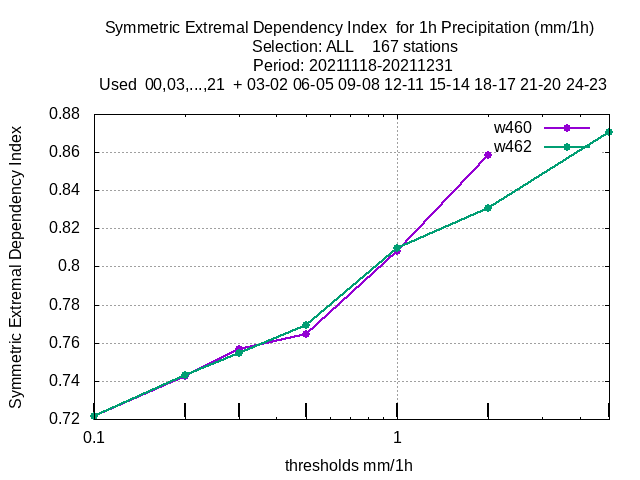 Symmetric Extremal Dependency Index  for 1h Precipitation (mm/1h)
Selection: ALL    167 stations
Period: 20211118-20211231
Used  00,03,...,21  + 03-02 06-05 09-08 12-11 15-14 18-17 21-20 24-23
Symmetric Extremal Dependency Index
0.88
0.86
0.84
0.82
0.8
0.78
0.76
0.74
0.72
w460
w462
0.1
1
thresholds mm/1h